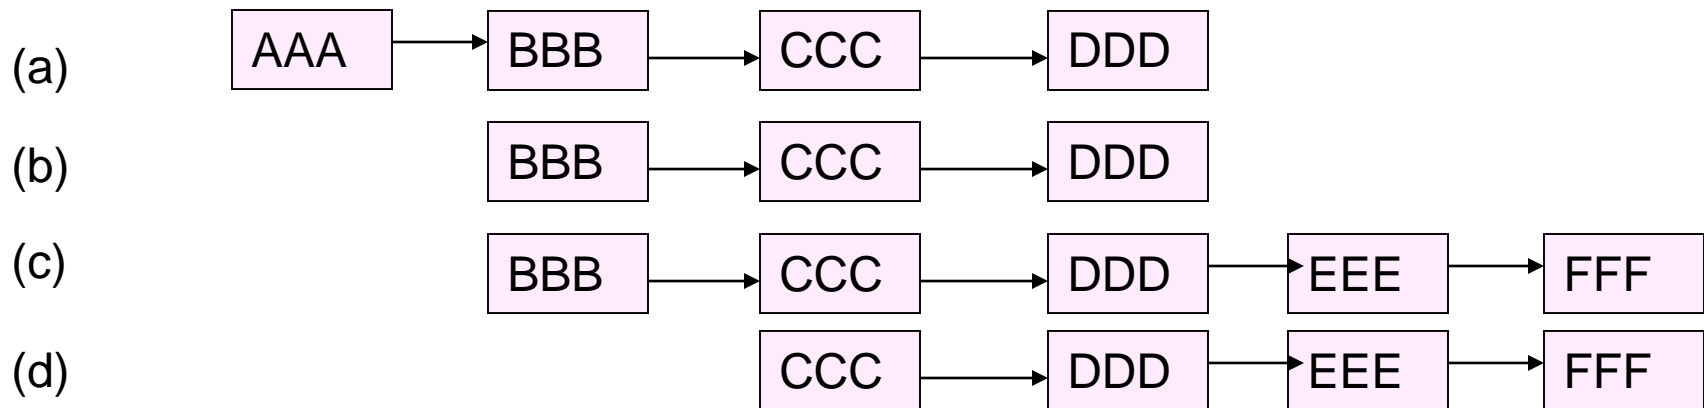 (a) AAA BBB CCC DDD
(b) BBB CCC DDD
(c) BBB CCC DDD EEE FFF
(d) CCC DDD EEE FFF